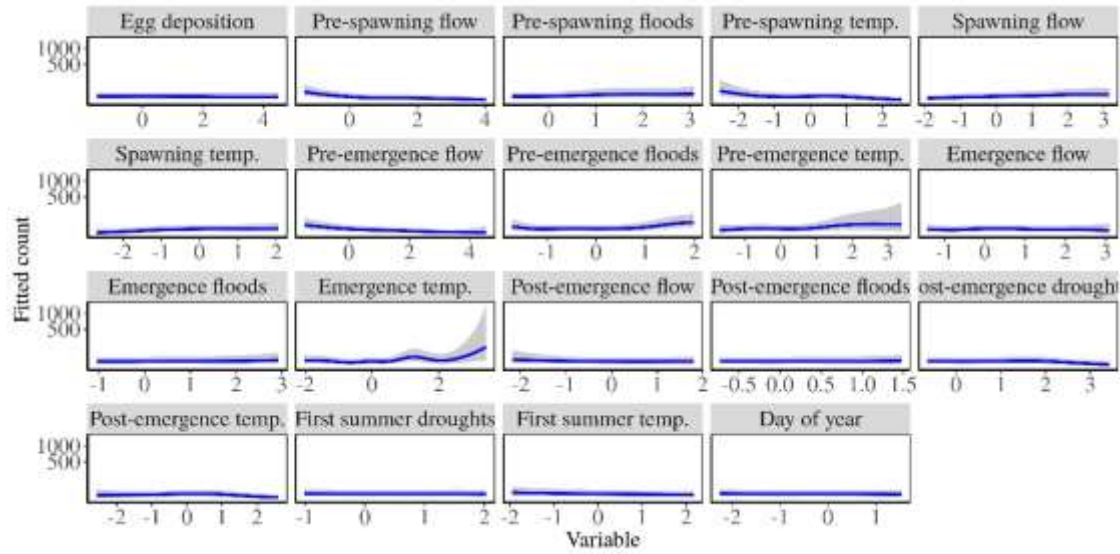 Egg deposition Pre-spawning flow Pre-spawning floods Pre-spawning temp. Spawning flow
1000
500
0 2 4 0 2 4 0 1 2 3 -2 -1 0 1 2 -1 0 1 2 3
Spawning temp. Pre-emergence flow Pre-emergence floods Pre-emergence temp. Emergence flow
1000
500
-2 -1 0 1 2 0 2 4 -1 0 1 2 -1 0 1 2 3 0 1 2 3
Fitted count
Emergence floods Emergence temp. Post-emergence flow Post-emergence floods ost-emergence drought
1000
500
-1 0 1 2 3 -2 0 2 -2 -1 0 1 2 -0.5 0.0 0.5 1.0 1.5 0 1 2 3
Post-emergence temp. First summer droughts First summer temp. Day of year
1000
500
-2 -1 0 1 2 -1 0 1 2 -2 -1 0 1 2 -2 -1 0 1
Variable